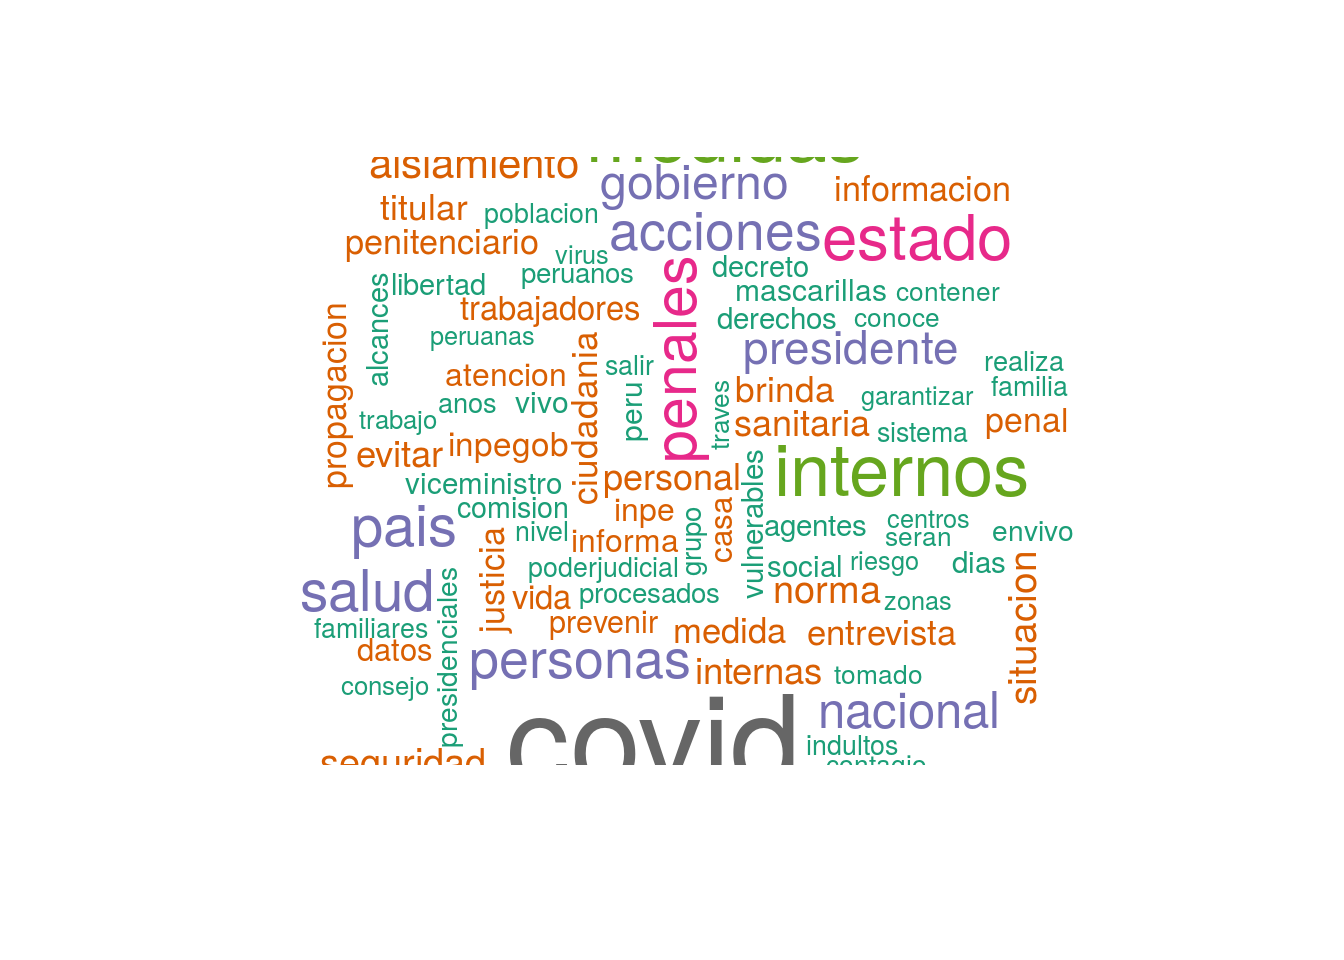 medidas
aislamiento
gobierno
informacion
titular
poblacion
acciones
estado
penitenciario
virus
peruanos
decreto
libertad
alcances
penales
mascarillas
contener
trabajadores
derechos
conoce
propagacion
peruanas
ciudadania
presidente
salir
realiza
atencion
brinda
familia
anos
vivo
peru
traves
garantizar
trabajo
sanitaria
penal
sistema
evitar
inpegob
internos
personal
vulnerables
viceministro
comision
inpe
casa
pais
nivel
informa
grupo
agentes
centros
seran
envivo
justicia
poderjudicial
social
riesgo
dias
situacion
salud
presidenciales
vida
procesados
norma
zonas
familiares
prevenir
medida
entrevista
datos
personas
internas
tomado
consejo
covid
nacional
indultos
seguridad
contagio